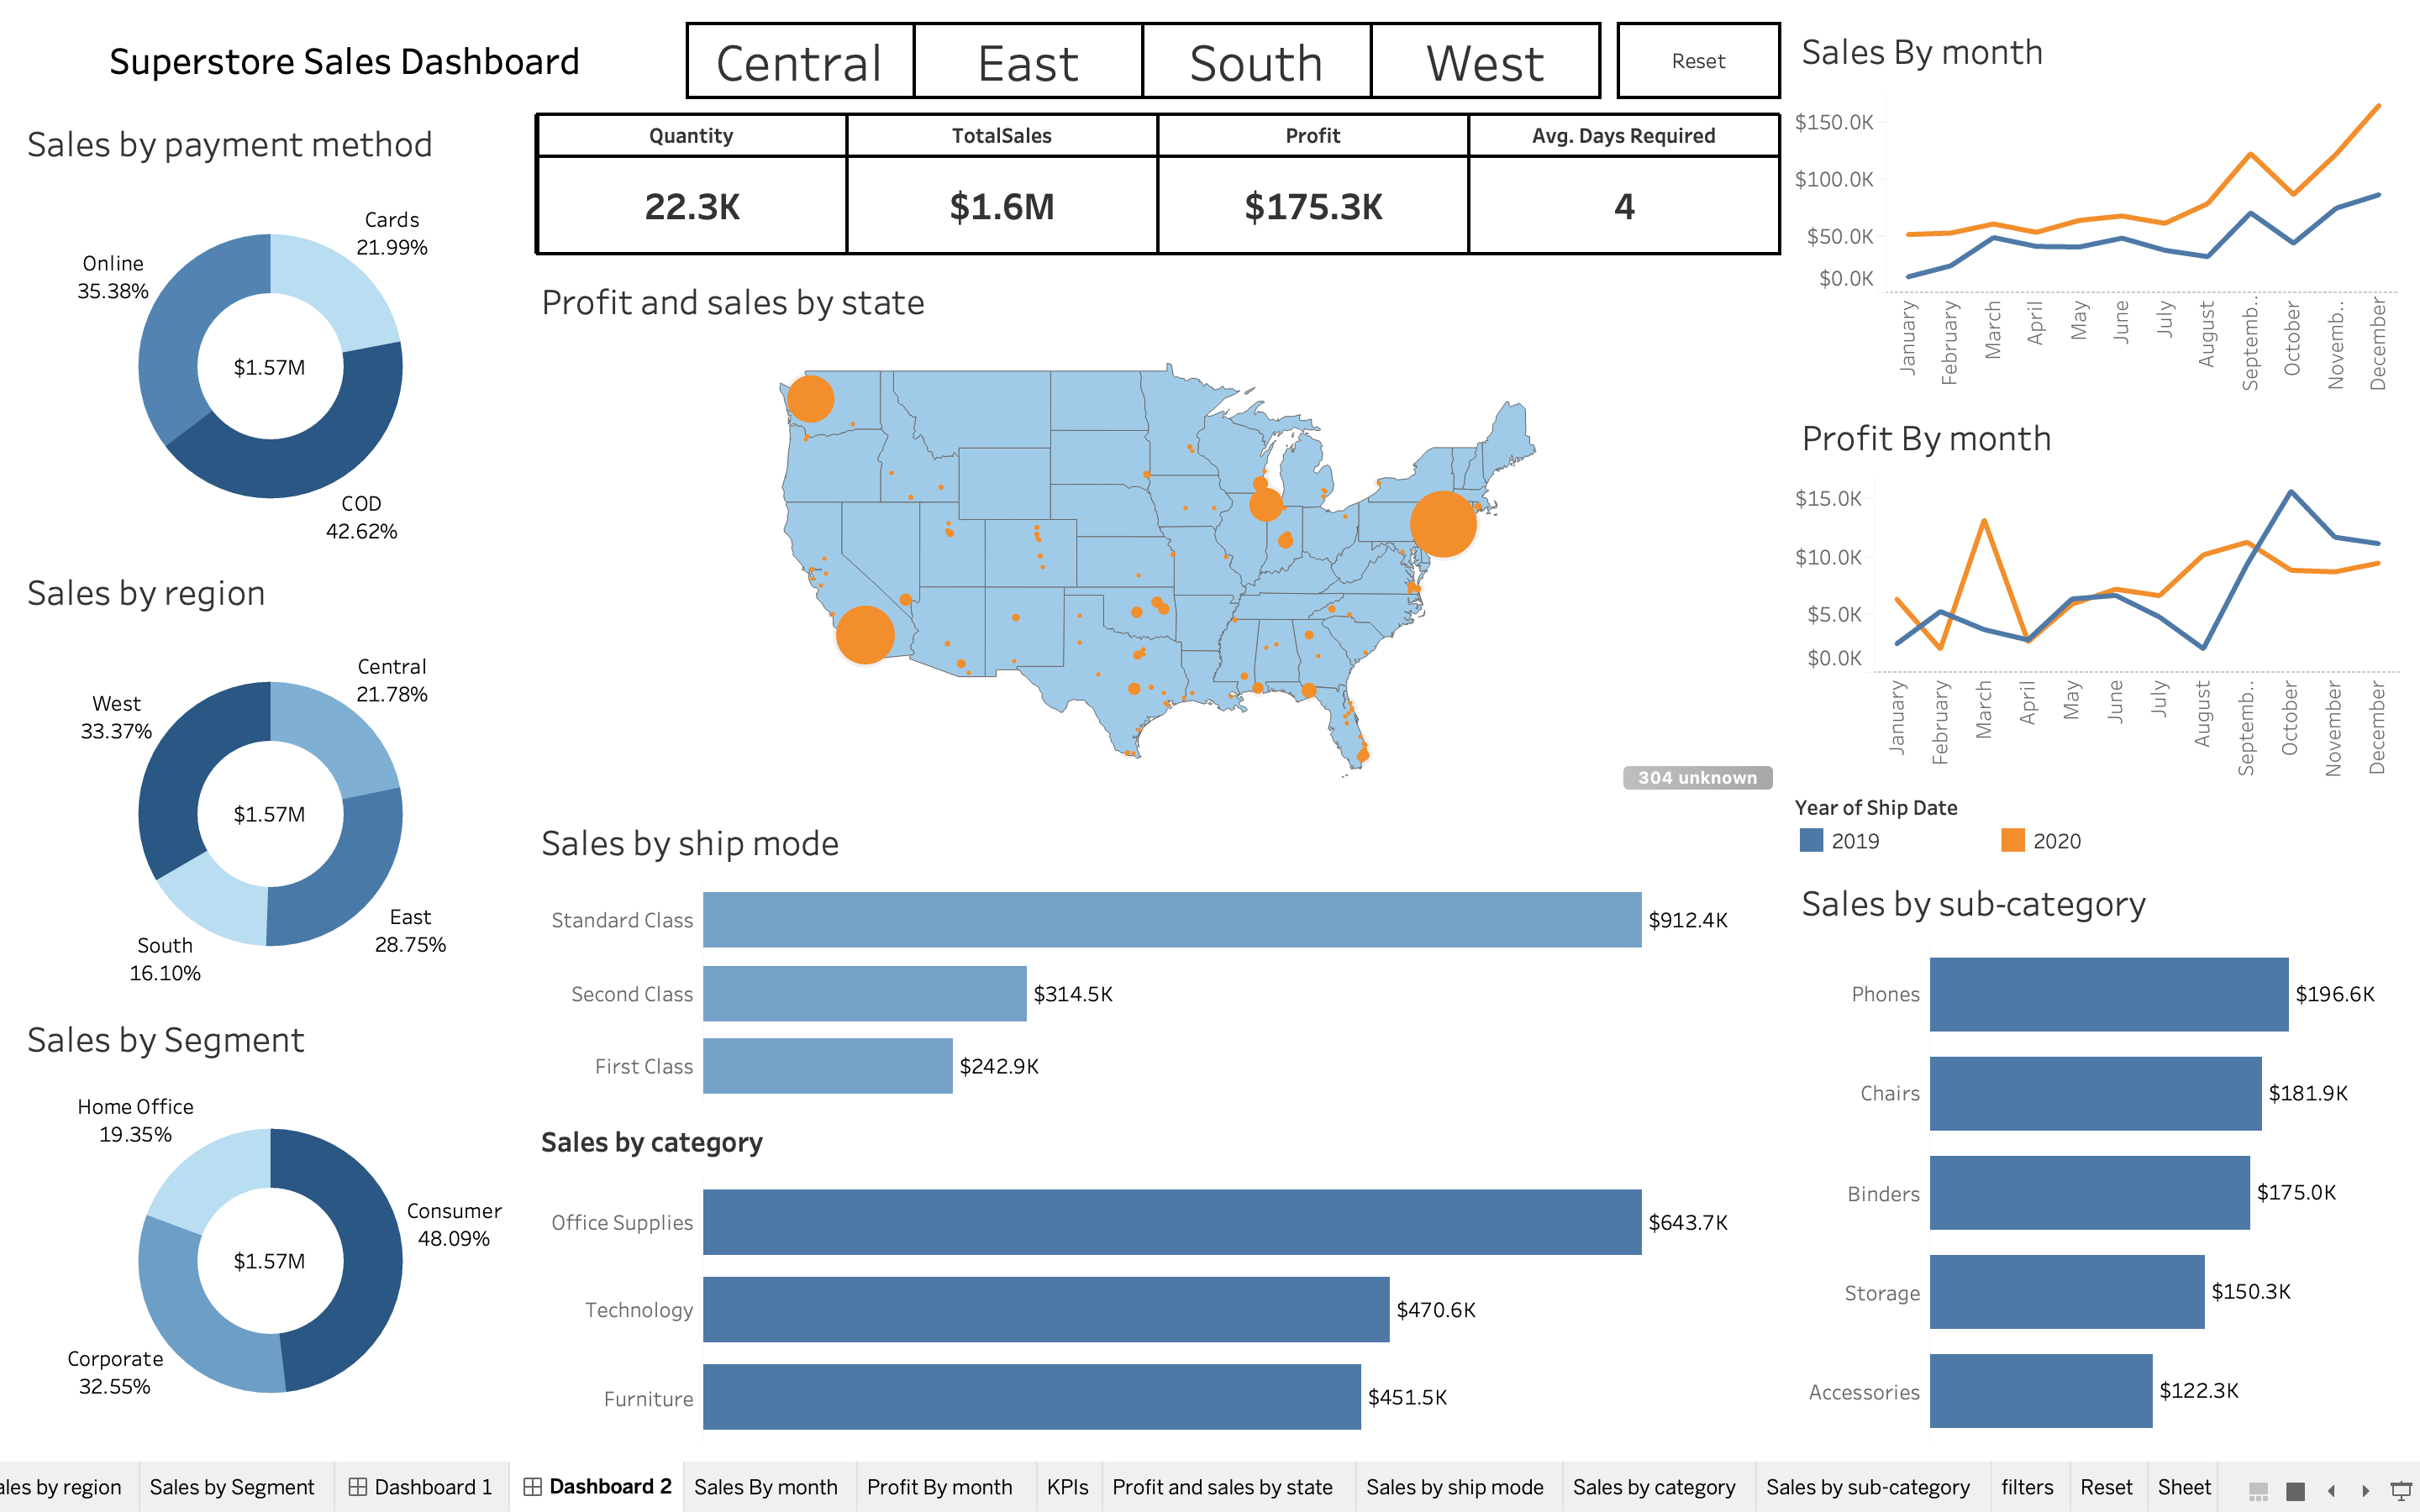 Superstore Sales Dashboard
Central
East
South
West
Reset
Quantity
TotalSales
Profit
Avg. Days Required
22.3K
$1.6M
$175.3K
4
Sales by payment method
Cards
21.99%
Online
35.38%
$1.57M
COD
42.62%
Sales by region
Central
21.78%
West
33.37%
$1.57M
East
28.75%
South
16.10%
Sales by Segment
Home Office
19.35%
Consumer
48.09%
$1.57M
Corporate
32.55%
Profit and sales by state
304 unknown
Sales by ship mode
Standard Class
$912.4K
Second Class
$314.5K
First Class
$242.9K
Sales by category
Office Supplies
$643.7K
Technology
$470.6K
Furniture
$451.5K
Sales By month
$150.0K
$100.0K
$50.0K
$0.0K
January
February
March
April
May
June
July
August
Septemb..
October
Novemb..
December
Profit By month
$15.0K
$10.0K
$5.0K
$0.0K
January
February
March
April
May
June
July
August
Septemb..
October
November
December
Year of Ship Date
2019
2020
Sales by sub-category
Phones
$196.6K
Chairs
$181.9K
Binders
$175.0K
Storage
$150.3K
Accessories
$122.3K
ales by region
Sales by Segment
Dashboard 1
Dashboard 2
Sales By month
Profit By month
KPIs
Profit and sales by state
Sales by ship mode
Sales by category
Sales by sub-category
filters
Reset
Sheet